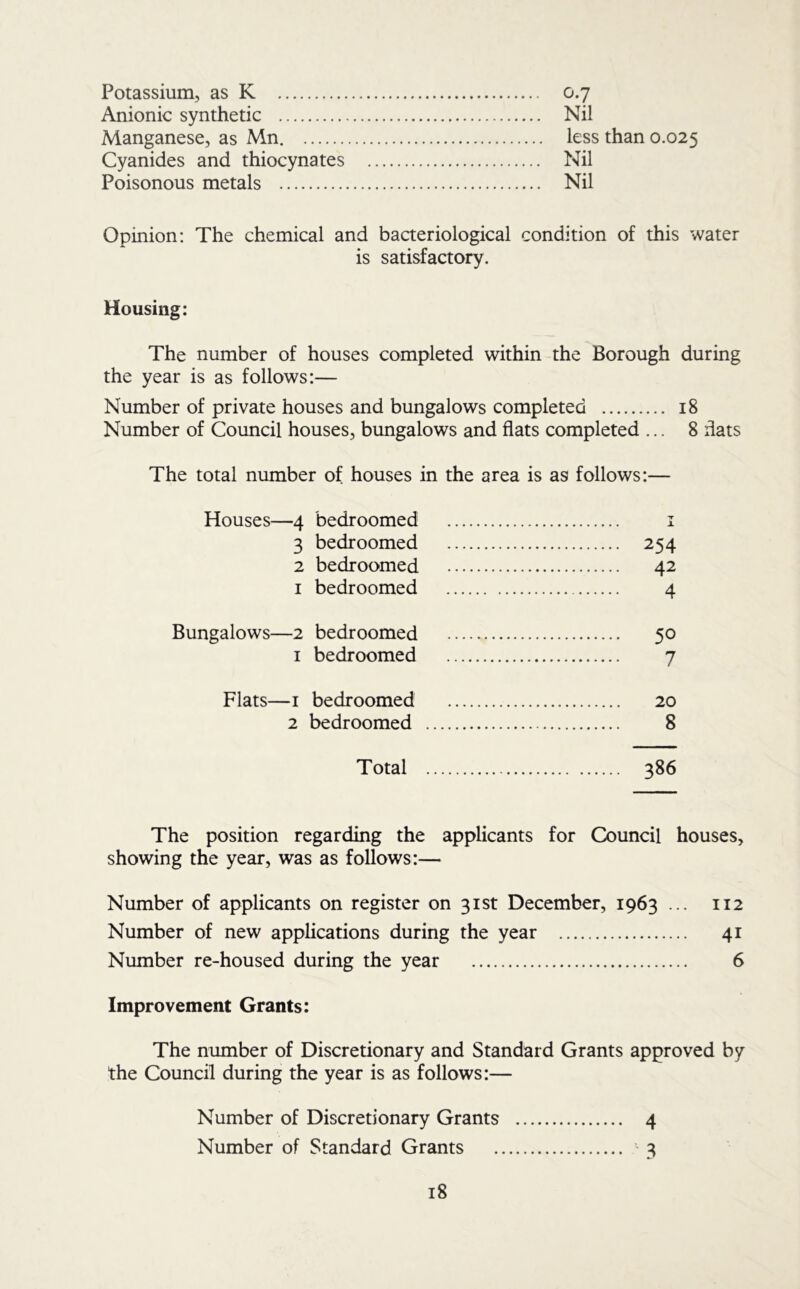 Potassium, as K .......................................... 0.7
Anionic synthetic .......................................... Nil
Manganese, as Mn. ........................................ less than 0.025
Cyanides and thiocynates ............................ Nil
Poisonous metals .......................................... Nil
Opinion: The chemical and bacteriological condition of this water
is satisfactory.
Housing:
The number of houses completed within the Borough during
the year is as follows:—
Number of private houses and bungalows completed .......... 18
Number of Council houses, bungalows and flats completed ... 8 flats
The total number of houses in the area is as follows:—
Houses—4 bedroomed ............................ 1
3 bedroomed ............................ 254
2 bedroomed ............................ 42
1 bedroomed ............................ 4
Bungalows—2 bedroomed ............................ 50
1 bedroomed ............................ 7
Flats—1 bedroomed ............................ 20
2 bedroomed ............................ 8
Total ............................ 386
The position regarding the applicants for Council houses,
showing the year, was as follows:—
Number of applicants on register on 31st December, 1963 ... 112
Number of new applications during the year .................... 41
Number re-housed during the year .................................. 6
Improvement Grants:
The number of Discretionary and Standard Grants approved by
the Council during the year is as follows:—
Number of Discretionary Grants ................ 4
Number of Standard Grants .................... 3
18